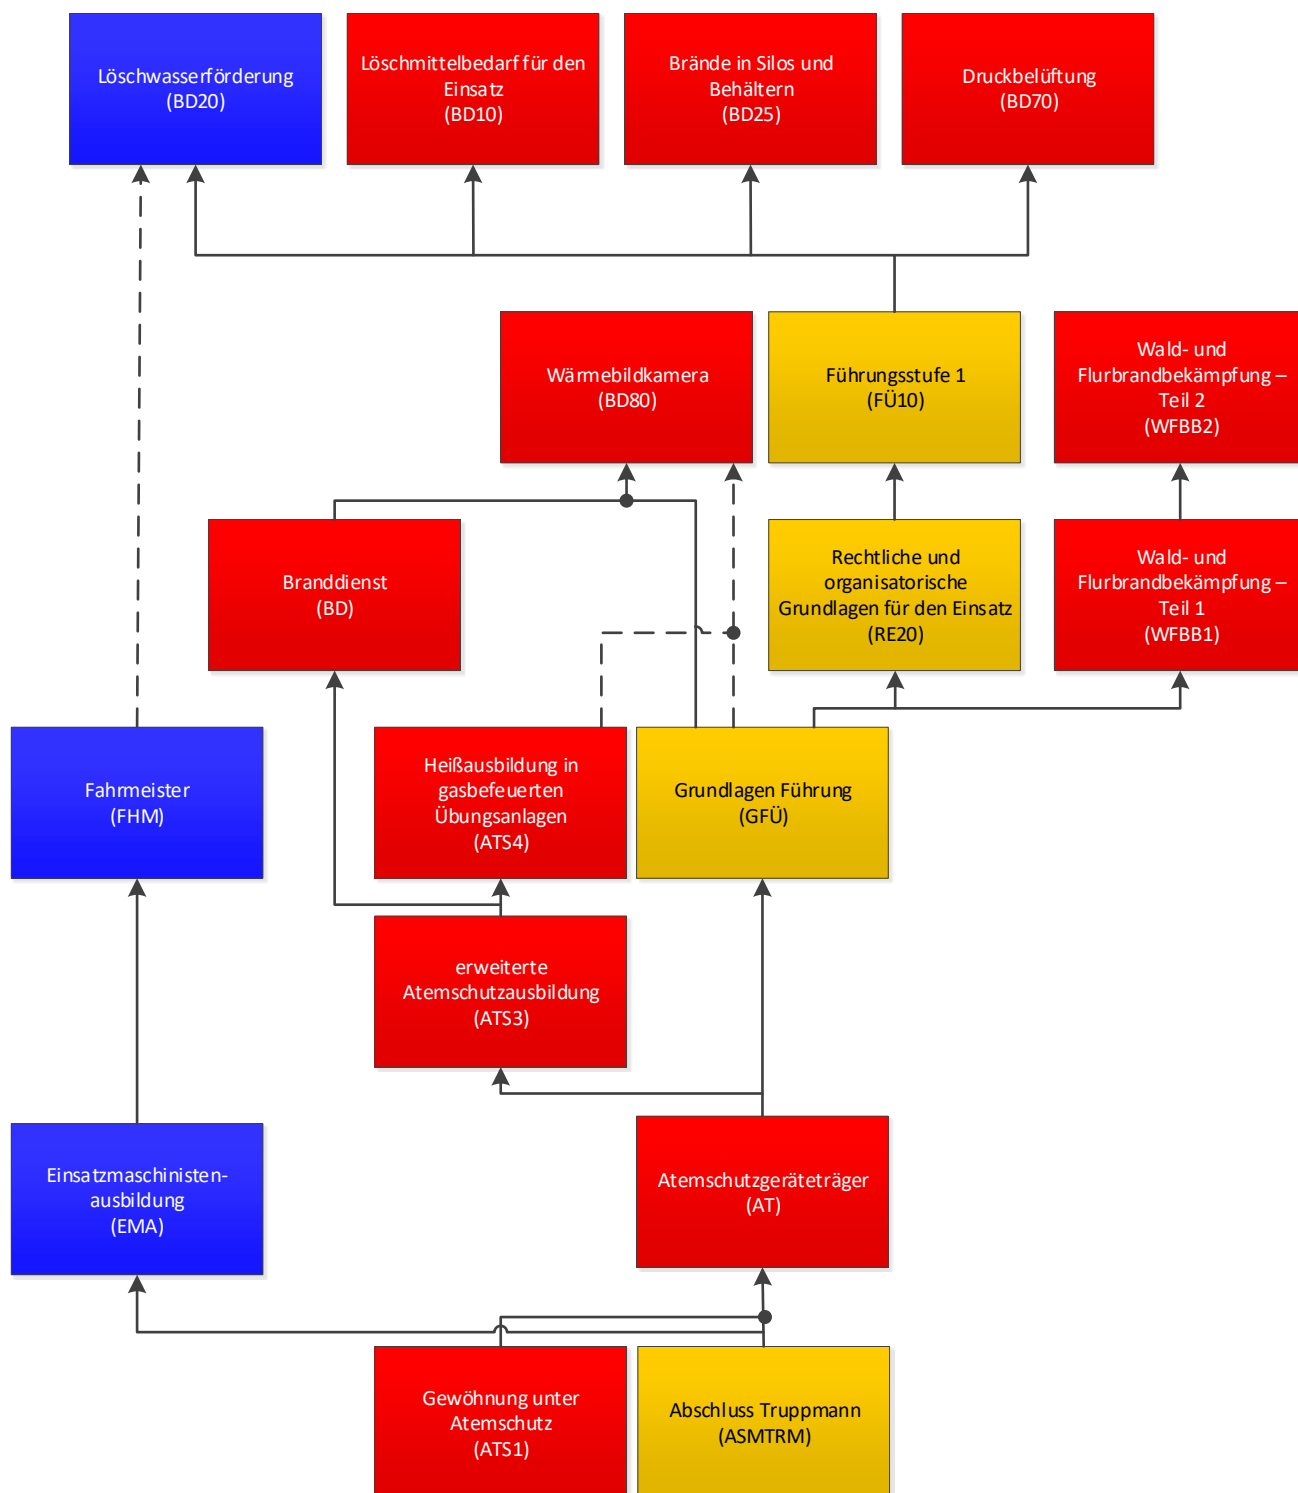 Löschwasserförderung
(BD20)
Löschmittelbedarf für den
Einsatz
(BD10)
Brände in Silos und
Behältern
(BD25)
Druckbelüftung
(BD70)
Wärmebildkamera
(BD80)
Führungsstufe 1
(FÜ10)
Wald- und
Flurbrandbekämpfung –
Teil 2
(WFBB2)
Branddienst
(BD)
Rechtliche und
organisatorische
Grundlagen für den Einsatz
(RE20)
Wald- und
Flurbrandbekämpfung –
Teil 1
(WFBB1)
Fahrmeister
(FHM)
Heißausbildung in
gasbefeuerten
Übungsanlagen
(ATS4)
Grundlagen Führung
(GFÜ)
erweiterte
Atemschutzausbildung
(ATS3)
Einsatzmaschinisten-
ausbildung
(EMA)
Atemschutzgeräteträger
(AT)
Gewöhnung unter
Atemschutz
(ATS1)
Abschluss Truppmann
(ASMTRM)